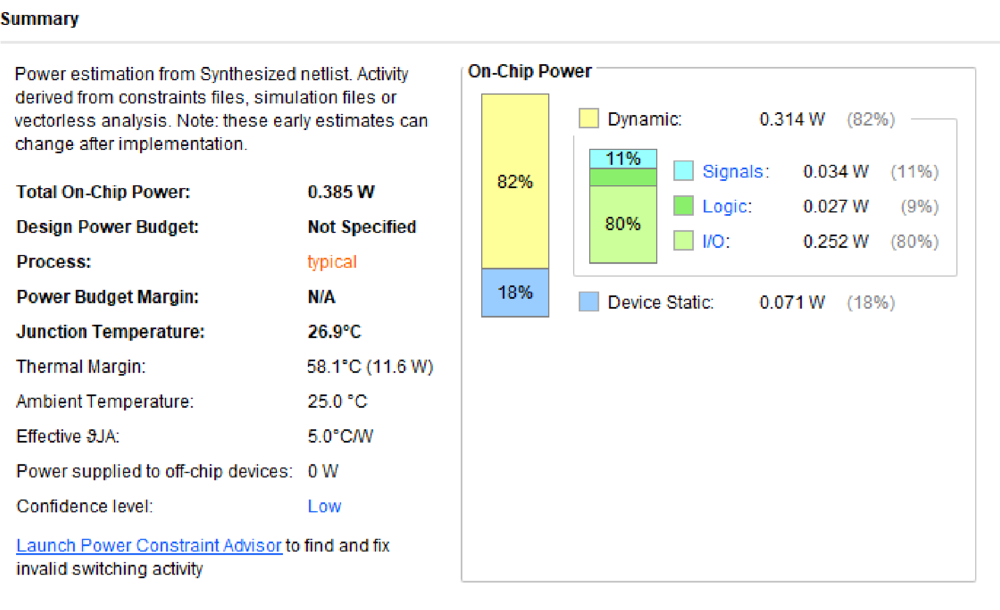 Summary
Power estimation from Synthesized netlist. Activity
derived from constraints files, simulation files or
vectorless analysis. Note: these early estimates can
change after implementation.
Total On-Chip Power: 0.385 W
Design Power Budget: Not Specified
Process: typical
Power Budget Margin: N/A
Junction Temperature: 26.9°C
Thermal Margin: 58.1°C (11.6 W)
Ambient Temperature: 25.0 °C
Effective ϑJA: 5.0°C/W
Power supplied to off-chip devices: 0 W
Confidence level: Low
Launch Power Constraint Advisor to find and fix
invalid switching activity
On-Chip Power
82%
18%
Dynamic: 0.314 W (82%)
11%
80%
Signals: 0.034 W (11%)
Logic: 0.027 W (9%)
I/O: 0.252 W (80%)
Device Static: 0.071 W (18%)